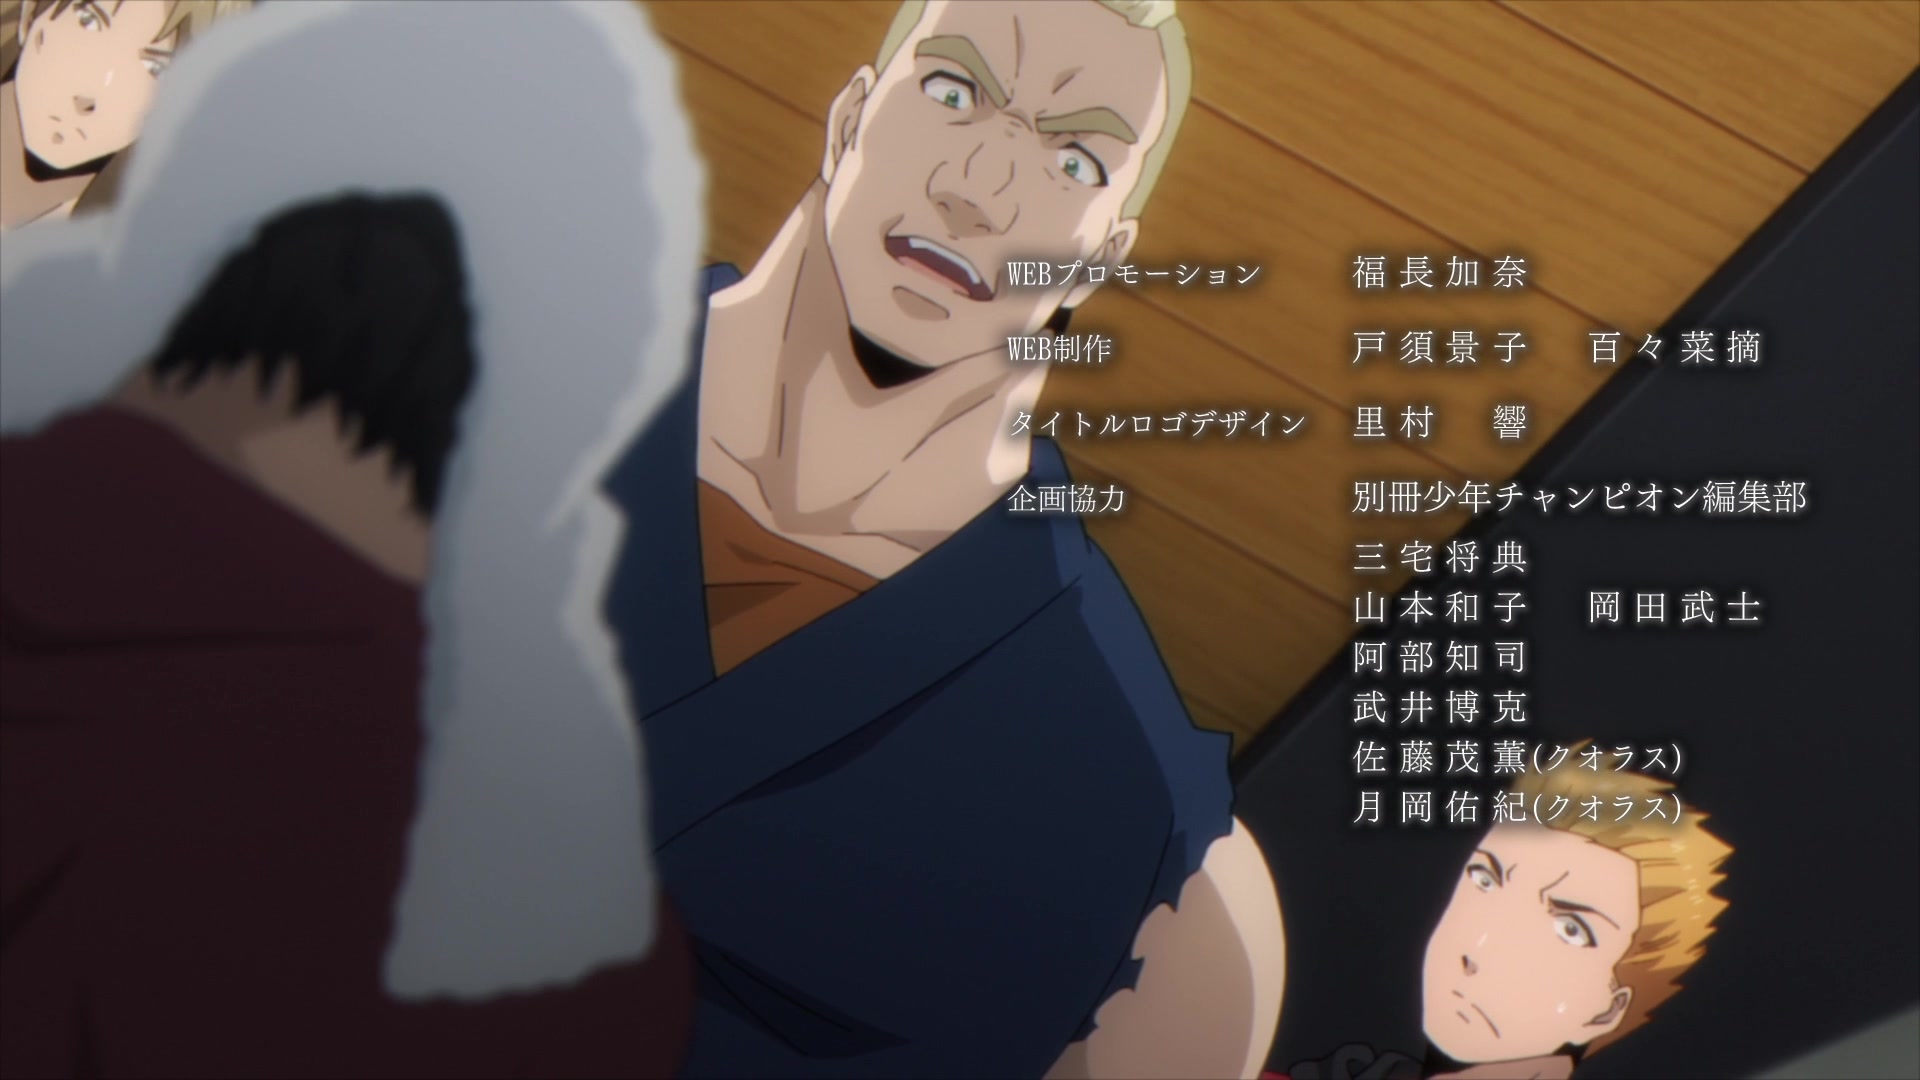 WEBプロモーション 福長加奈
WEB制作 戸須景子 百々菜摘
タイトルロゴデザイン 里村 響
企画協力 別冊少年チャンピオン編集部
三宅将典
山本和子 岡田武士
阿部知司
武井博克
佐藤茂薫(クオラス)
月岡佑紀(クオラス)